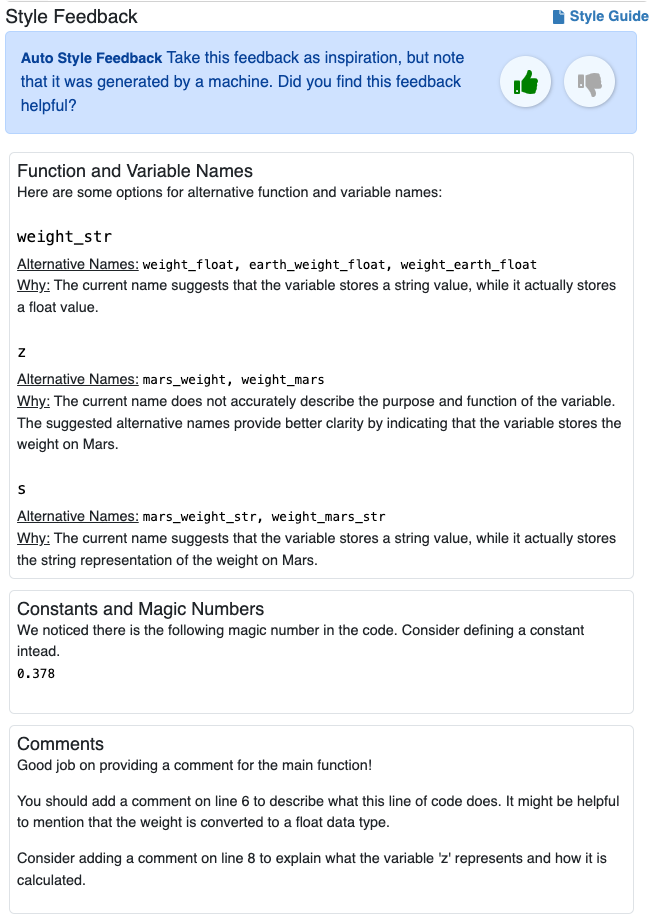 Style Feedback
Style Guide
Auto Style Feedback Take this feedback as inspiration, but note
that it was generated by a machine. Did you find this feedback
helpful?
Function and Variable Names
Here are some options for alternative function and variable names:
weight_str
Alternative Names: weight_float, earth_weight_float, weight_earth_float
Why: The current name suggests that the variable stores a string value, while it actually stores
a float value.
z
Alternative Names: mars_weight, weight_mars
Why: The current name does not accurately describe the purpose and function of the variable.
The suggested alternative names provide better clarity by indicating that the variable stores the
weight on Mars.
s
Alternative Names: mars_weight_str, weight_mars_str
Why: The current name suggests that the variable stores a string value, while it actually stores
the string representation of the weight on Mars.
Constants and Magic Numbers
We noticed there is the following magic number in the code. Consider defining a constant
intead.
0.378
Comments
Good job on providing a comment for the main function!
You should add a comment on line 6 to describe what this line of code does. It might be helpful
to mention that the weight is converted to a float data type.
Consider adding a comment on line 8 to explain what the variable 'z' represents and how it is
calculated.